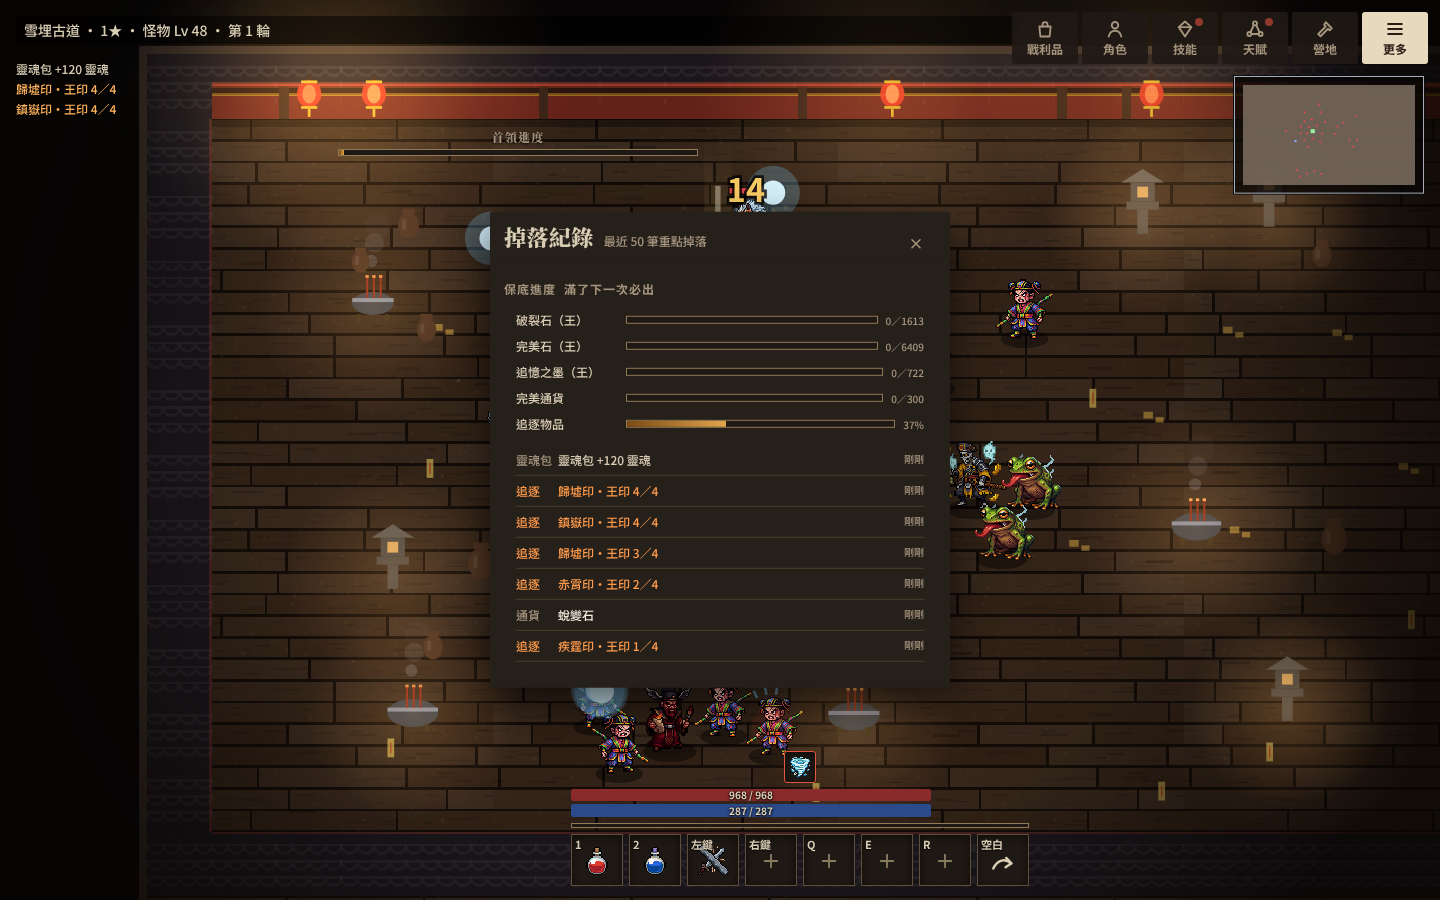 雪埋古道・1★・怪物 Lv 48・第 1 輪
戰利品
角色
技能
天賦
營地
更多
靈魂包 +120 靈魂
歸墟印・王印 4／4
鎮嶽印・王印 4／4
首領進度
14
掉落紀錄 最近 50 筆重點掉落
保底進度 滿了下一次必出
破裂石（王） 0／1613
完美石（王） 0／6409
追憶之墨（王） 0／722
完美通貨 0／300
追逐物品 37%
靈魂包 靈魂包 +120 靈魂 剛剛
追逐 歸墟印・王印 4／4 剛剛
追逐 鎮嶽印・王印 4／4 剛剛
追逐 歸墟印・王印 3／4 剛剛
追逐 赤霄印・王印 2／4 剛剛
通貨 蛻變石 剛剛
追逐 疾霆印・王印 1／4 剛剛
968 / 968
287 / 287
1
2
左鍵
右鍵
Q
E
R
空白